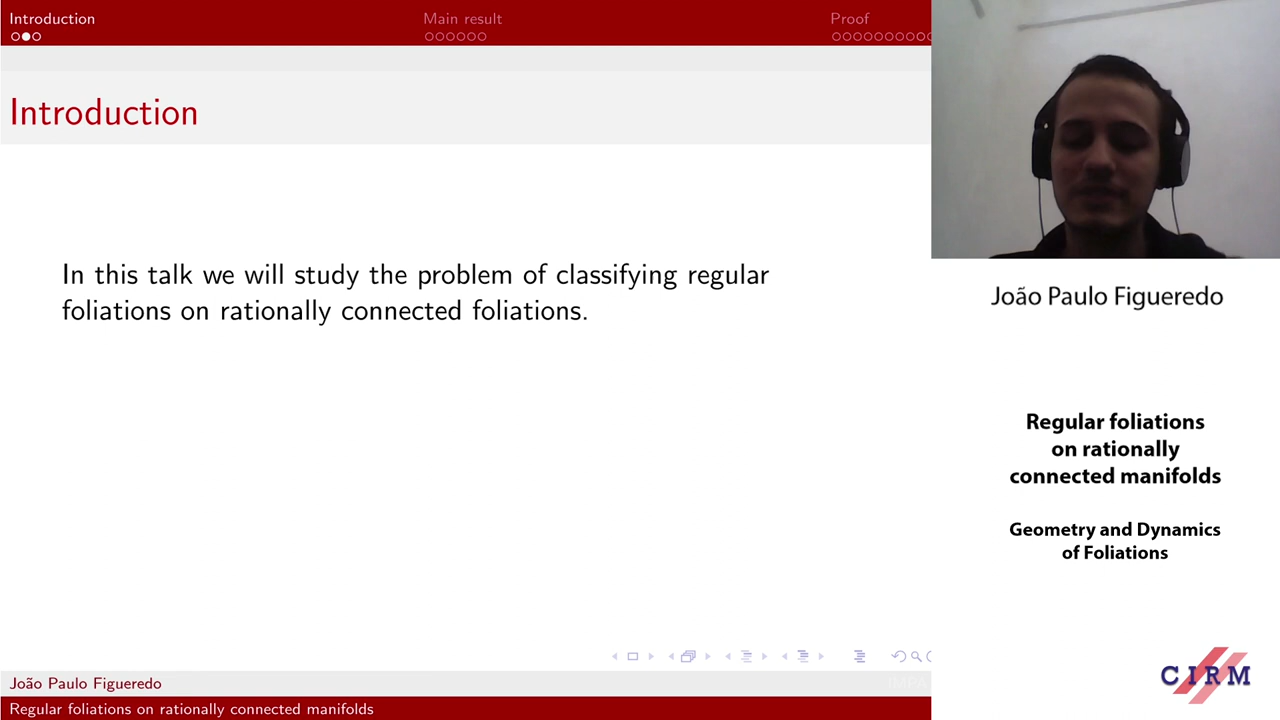 Introduction
Main result
Proof
Introduction
In this talk we will study the problem of classifying regular
foliations on rationally connected foliations.
João Paulo Figueredo
IMPA
Regular foliations on rationally connected manifolds
João Paulo Figueredo
Regular foliations
on rationally
connected manifolds
Geometry and Dynamics
of Foliations
CIRM